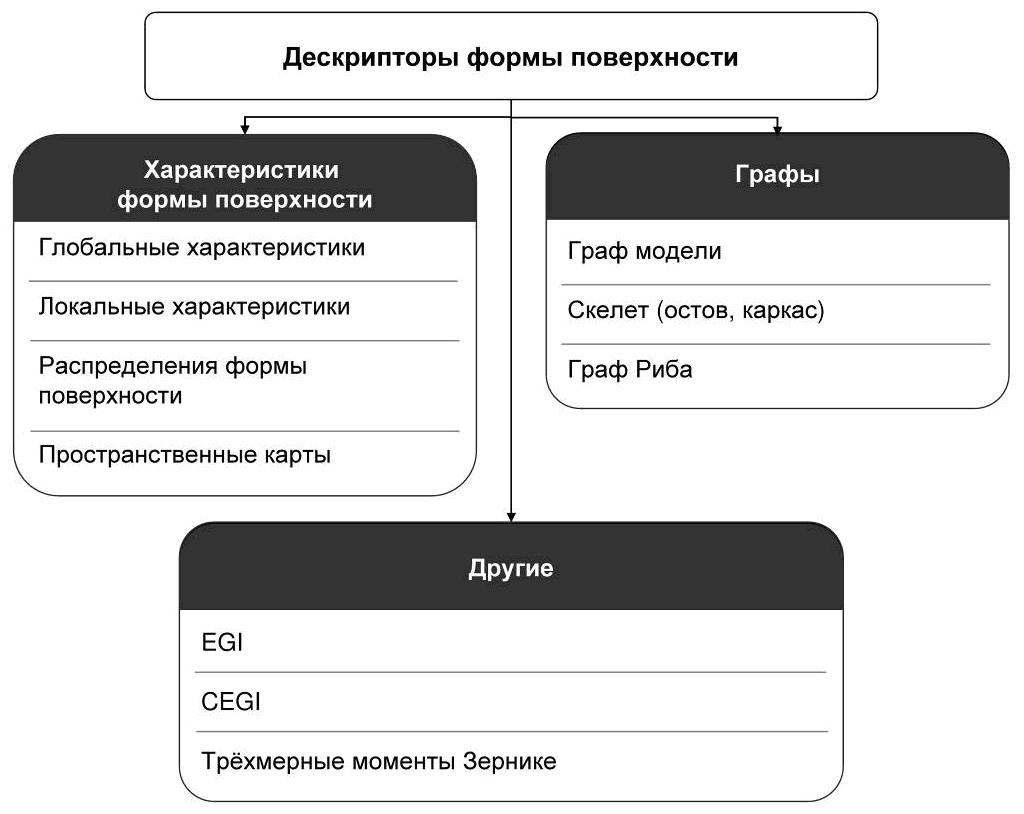 Дескрипторы формы поверхности
Характеристики
формы поверхности
Глобальные характеристики
Локальные характеристики
Распределения формы
поверхности
Пространственные карты
Графы
Граф модели
Скелет (остов, каркас)
Граф Риба
Другие
EGI
CEGI
Трёхмерные моменты Зернике